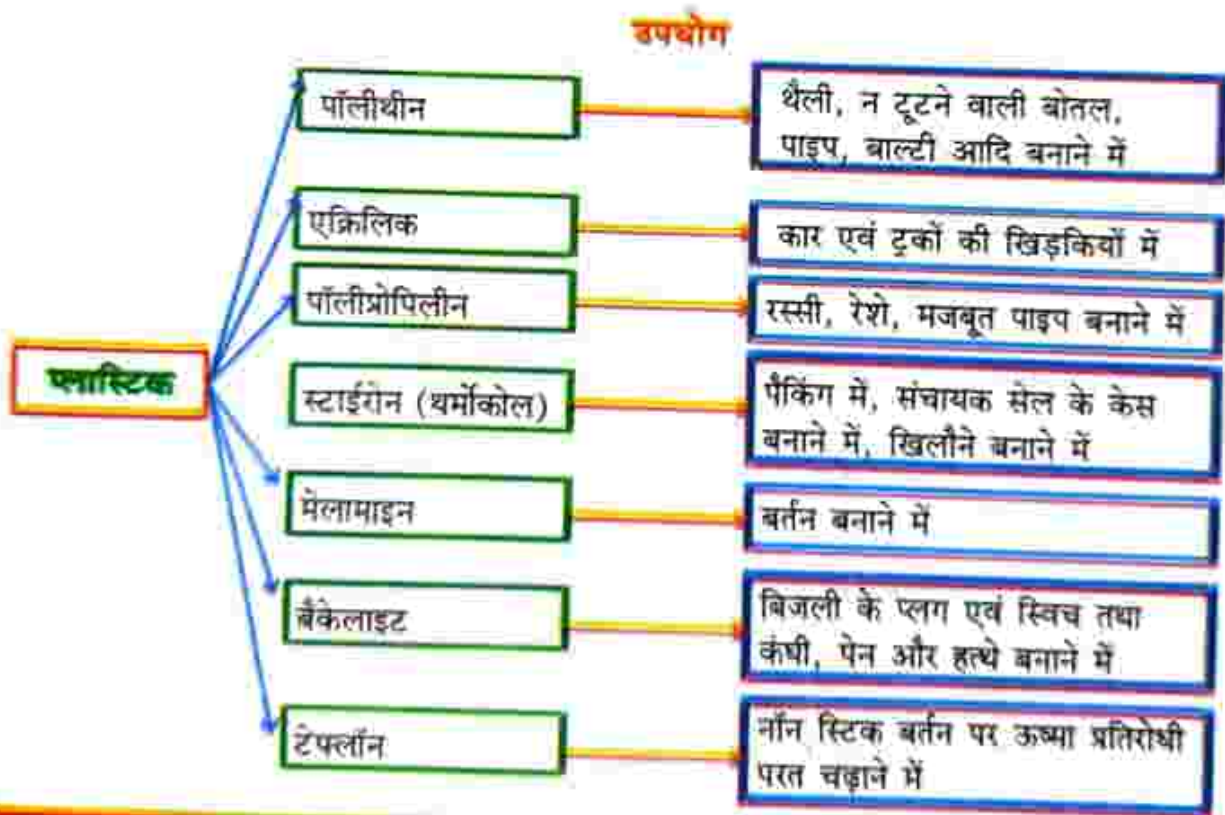 उपयोग
पॉलीथीन
थैली, न टूटने वाली बोतल,
पाइप, बाल्टी आदि बनाने में
एक्रिलिक
कार एवं ट्रकों की खिड़कियों में
पॉलीप्रोपिलीन
रस्सी, रेशे, मजबूत पाइप बनाने में
प्लास्टिक
स्टाईरोन (थर्मोकोल)
पैकिंग में, संचायक सेल के केस
बनाने में, खिलौने बनाने में
मेलामाइन
बर्तन बनाने में
बैकेलाइट
बिजली के प्लग एवं स्विच तथा
कंघी, पेन और हत्थे बनाने में
टेफ्लॉन
नॉन स्टिक बर्तन पर ऊष्मा प्रतिरोधी
परत चढ़ाने में